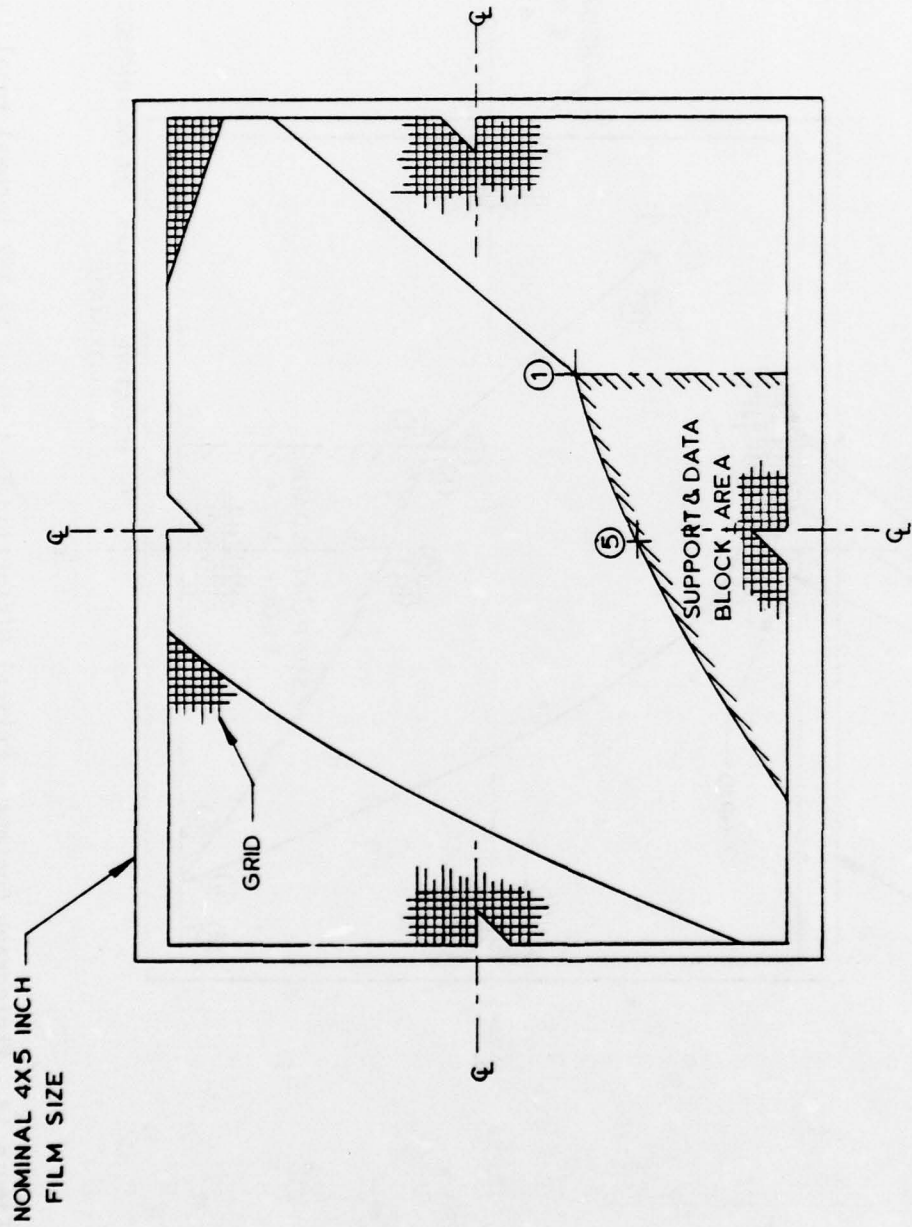 NOMINAL 4X5 INCH
FILM SIZE
GRID
℄
℄
℄
℄
1
5
SUPPORT & DATA
BLOCK AREA